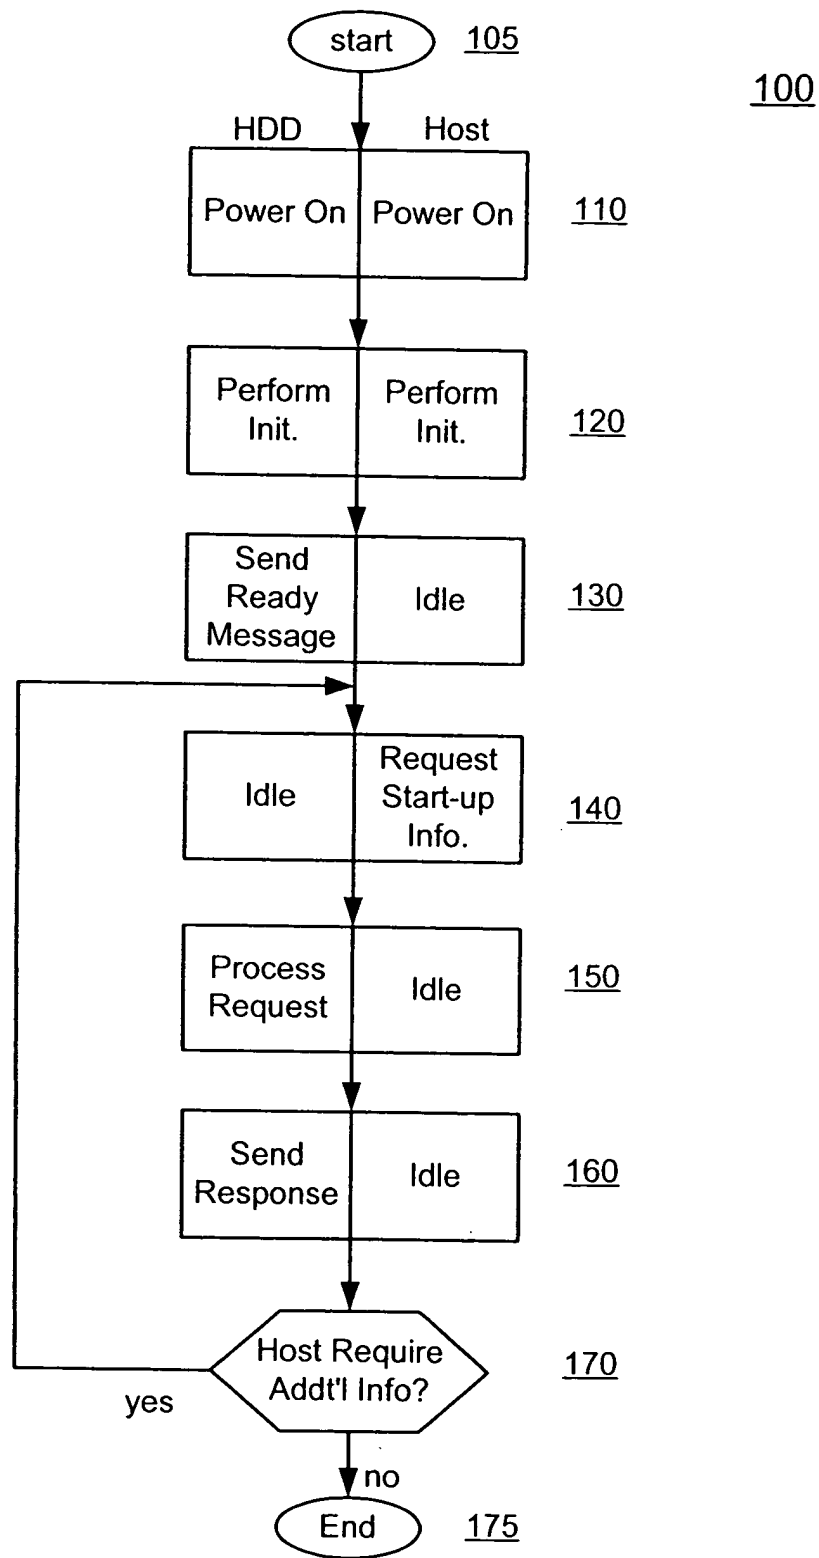 start 105
100
HDD Host
Power On Power On 110
Perform Perform
Init. Init. 120
Send
Ready Idle 130
Message
Request
Idle Start-up 140
Info.
Process
Request Idle 150
Send
Response Idle 160
Host Require 170
Addt'l Info?
yes
no
End 175